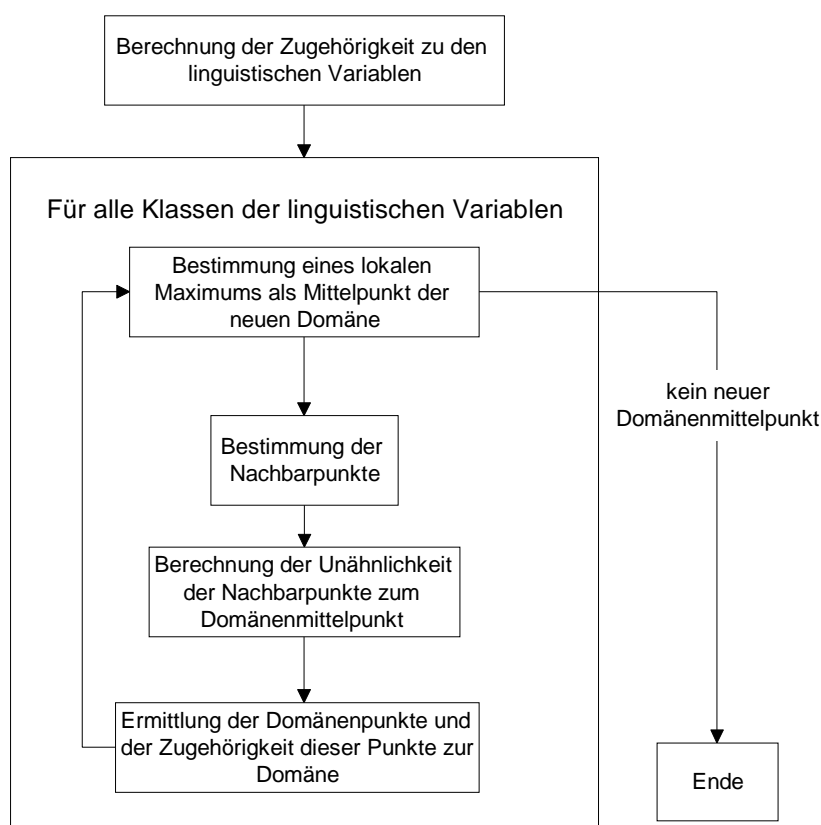 Berechnung der Zugehörigkeit zu den
linguistischen Variablen
Für alle Klassen der linguistischen Variablen
Bestimmung eines lokalen
Maximums als Mittelpunkt der
neuen Domäne
kein neuer
Domänenmittelpunkt
Bestimmung der
Nachbarpunkte
Berechnung der Unähnlichkeit
der Nachbarpunkte zum
Domänenmittelpunkt
Ermittlung der Domänenpunkte und
der Zugehörigkeit dieser Punkte zur
Domäne
Ende